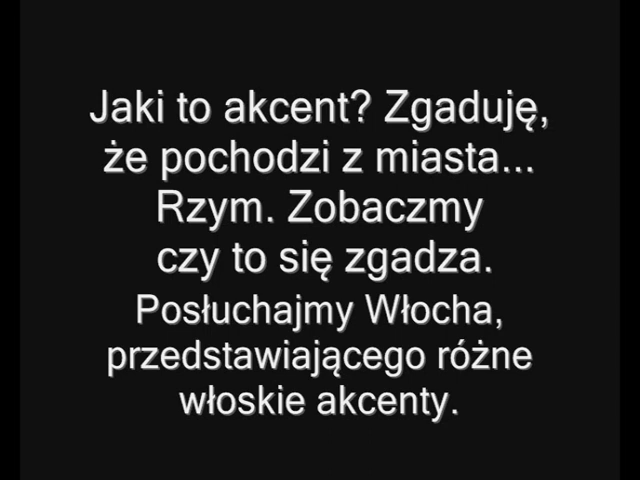 Jaki to akcent? Zgaduję,
że pochodzi z miasta...
Rzym. Zobaczmy
czy to się zgadza.
Posłuchajmy Włocha,
przedstawiającego różne
włoskie akcenty.